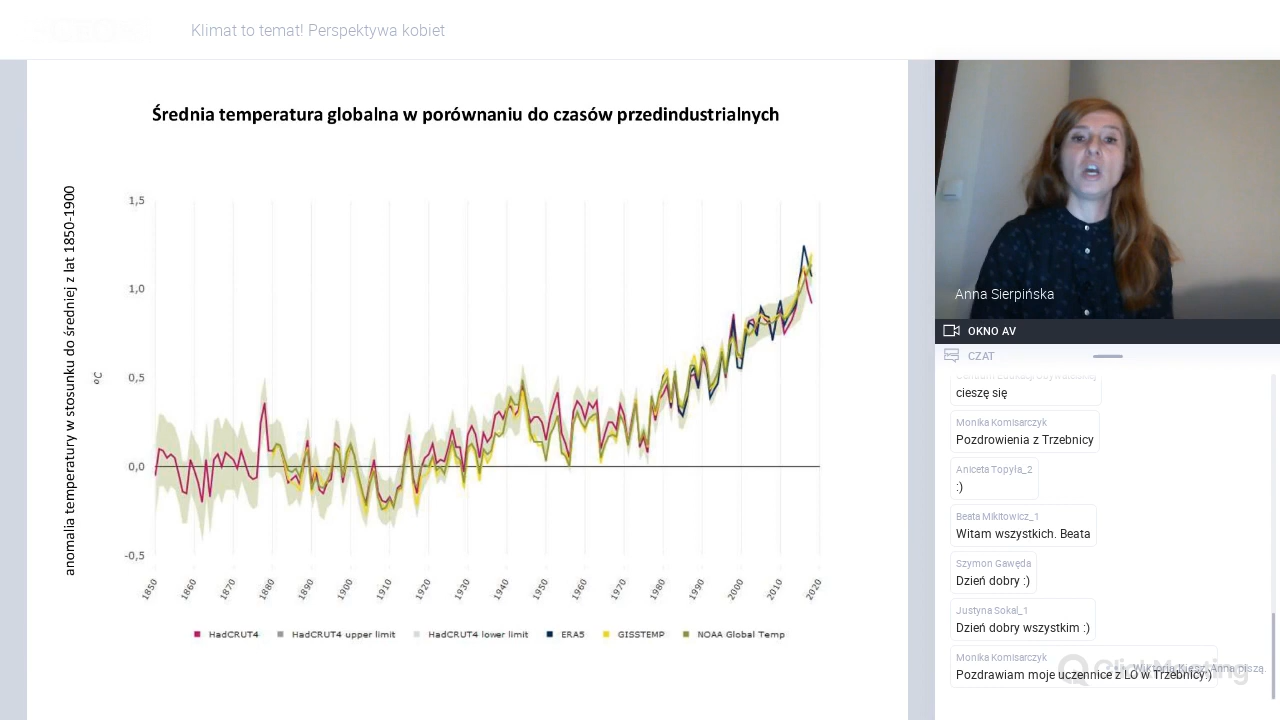 Klimat to temat! Perspektywa kobiet
Średnia temperatura globalna w porównaniu do czasów przedindustrialnych
anomalia temperatury w stosunku do średniej z lat 1850-1900
°C
1,5
1,0
0,5
0,0
-0,5
1850 1860 1870 1880 1890 1900 1910 1920 1930 1940 1950 1960 1970 1980 1990 2000 2010 2020
HadCRUT4 HadCRUT4 upper limit HadCRUT4 lower limit ERA5 GISSTEMP NOAA Global Temp
Anna Sierpińska
OKNO AV
CZAT
cieszę się
Monika Komisarczyk
Pozdrowienia z Trzebnicy
Aniceta Topyła_2
:)
Beata Mikitowicz_1
Witam wszystkich. Beata
Szymon Gawęda
Dzień dobry :)
Justyna Sokal_1
Dzień dobry wszystkim :)
Monika Komisarczyk
Pozdrawiam moje uczennice z LO w Trzebnicy:)
ClickMeeting
Anna piszą.